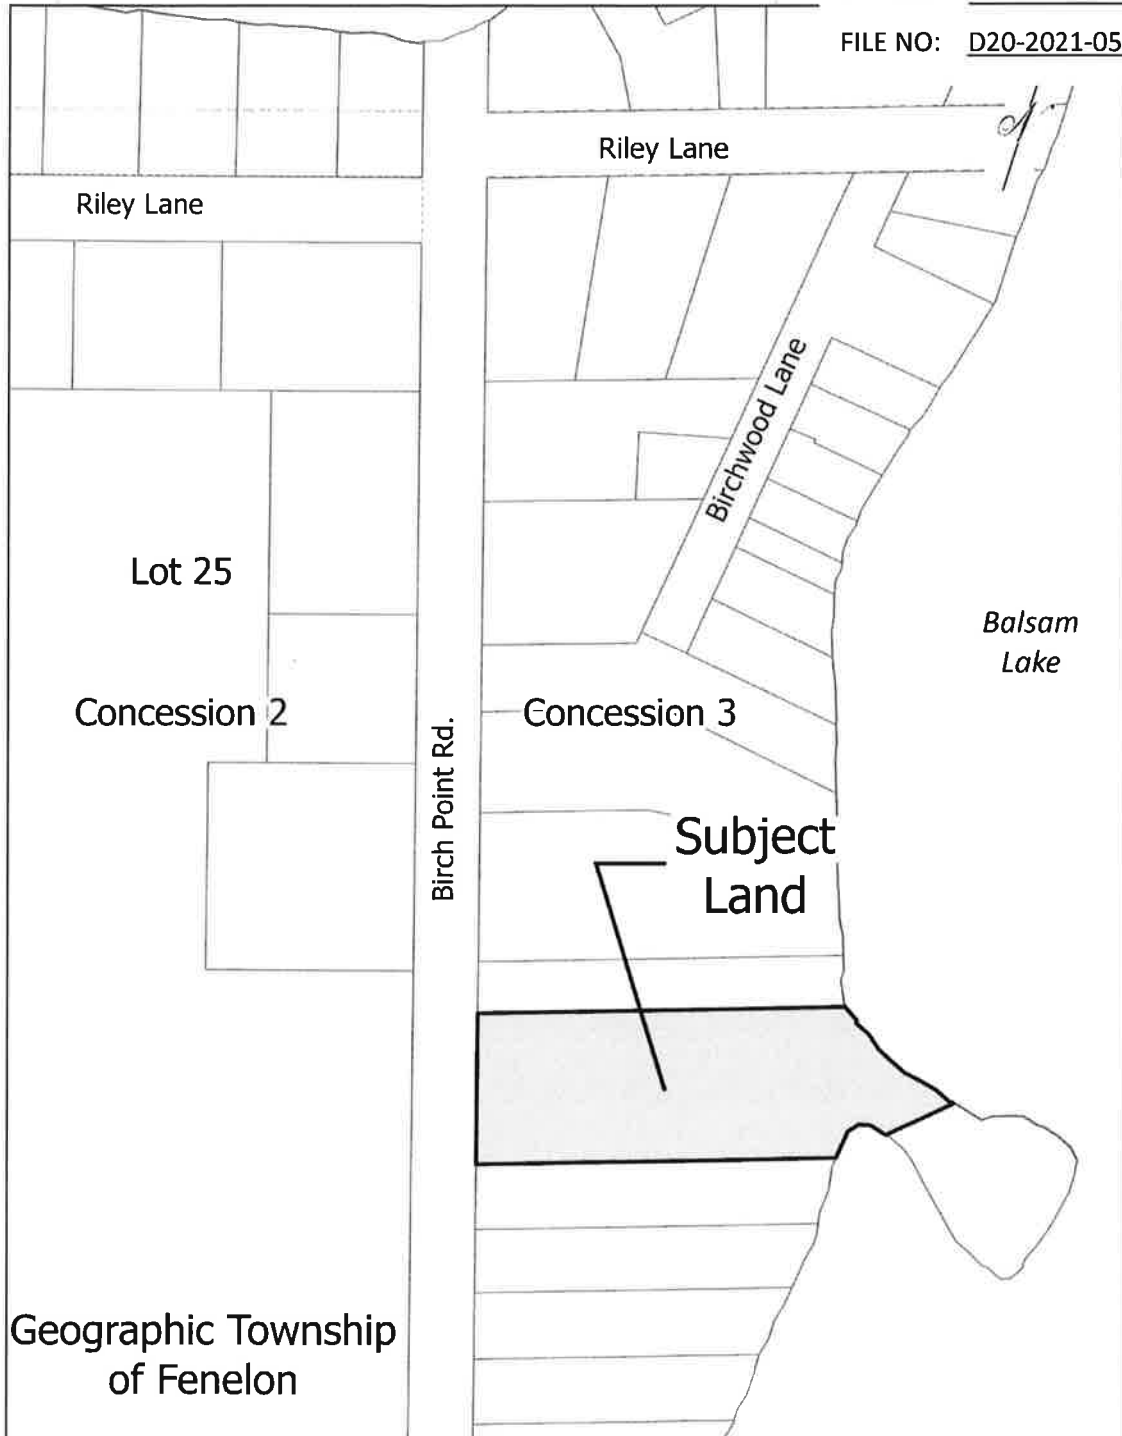 FILE NO: D20-2021-05
Riley Lane
Riley Lane
Birchwood Lane
Lot 25
Balsam
Lake
Concession 2
Concession 3
Birch Point Rd.
Subject
Land
Geographic Township
of Fenelon